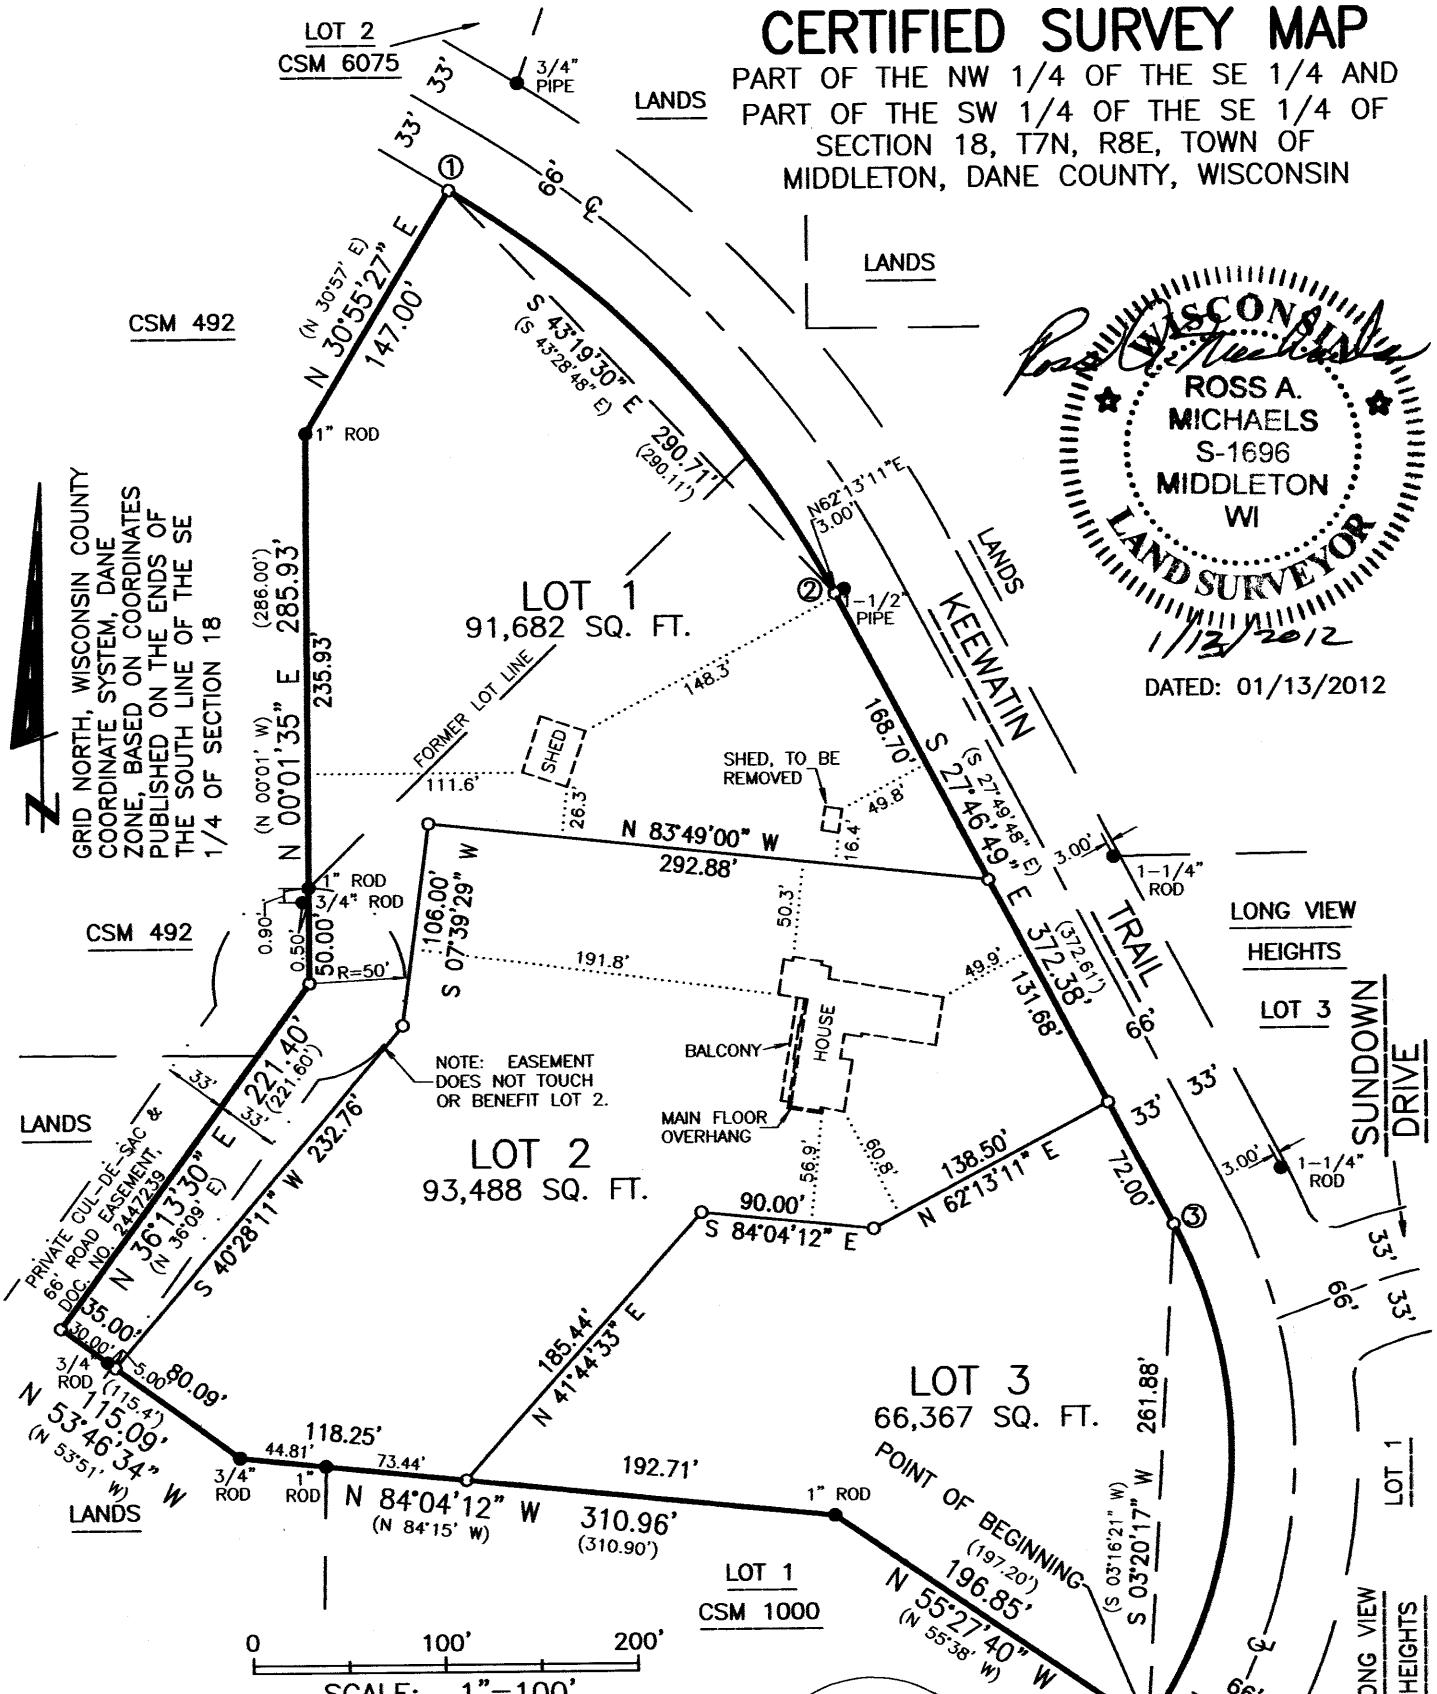 CERTIFIED SURVEY MAP
PART OF THE NW 1/4 OF THE SE 1/4 AND
PART OF THE SW 1/4 OF THE SE 1/4 OF
SECTION 18, T7N, R8E, TOWN OF
MIDDLETON, DANE COUNTY, WISCONSIN
LOT 2
CSM 6075
3/4"
PIPE
LANDS
33'
33'
66'
℄
1
LANDS
WISCONSIN
ROSS A.
MICHAELS
S-1696
MIDDLETON
WI
LAND SURVEYOR
1/13/2012
DATED: 01/13/2012
CSM 492
(N 30°57' E)
N 30°55'27" E
147.00'
1" ROD
S 43°19'30" E
(S 43°28'48" E)
290.71'
(290.11')
N62°13'11"E
3.00'
2
1-1/2"
PIPE
LANDS
KEEWATIN
TRAIL
GRID NORTH, WISCONSIN COUNTY
COORDINATE SYSTEM, DANE
ZONE, BASED ON COORDINATES
PUBLISHED ON THE ENDS OF
THE SOUTH LINE OF THE SE
1/4 OF SECTION 18
N
(N 00°01' W) (286.00')
N 00°01'35" E 285.93'
235.93'
LOT 1
91,682 SQ. FT.
FORMER LOT LINE
148.3'
SHED
111.6'
26.3'
SHED, TO BE
REMOVED
49.8'
16.4'
168.70'
(S 27°49'48" E)
S 27°46'49" E 372.38'
(372.61')
131.68'
3.00'
1-1/4"
ROD
N 83°49'00" W
292.88'
1" ROD
3/4" ROD
CSM 492
0.90'
0.50'
50.00'
R=50'
106.00'
S 07°39'29" W
50.3'
191.8'
49.9'
HOUSE
BALCONY
MAIN FLOOR
OVERHANG
NOTE: EASEMENT
DOES NOT TOUCH
OR BENEFIT LOT 2.
LONG VIEW
HEIGHTS
LOT 3
SUNDOWN
DRIVE
66'
33'
33'
LANDS
33'
33'
221.40'
(221.60')
N 36°13'30" E
(N 36°09' E)
PRIVATE CUL-DE-SAC &
66' ROAD EASEMENT,
DOC. NO. 2447239
S 40°28'11" W 232.76'
LOT 2
93,488 SQ. FT.
56.9'
60.8'
138.50'
N 62°13'11" E
72.00'
3
3.00'
1-1/4"
ROD
33'
66'
33'
90.00'
S 84°04'12" E
35.00'
30.00'
5.00'
3/4"
ROD
80.09'
(115.4')
115.09'
N 53°46'34" W
(N 53°51' W)
LANDS
185.44'
N 41°44'33" E
118.25'
44.81'
73.44'
3/4"
ROD
1"
ROD
N 84°04'12" W
(N 84°15' W)
192.71'
310.96'
(310.90')
1" ROD
LOT 3
66,367 SQ. FT.
POINT OF BEGINNING
(197.20')
196.85'
N 55°27'40" W
(N 55°38' W)
(S 03°16'21" W)
S 03°20'17" W 261.88'
LOT 1
LONG VIEW
HEIGHTS
LOT 1
CSM 1000
℄
66'
0 100' 200'
SCALE: 1"=100'